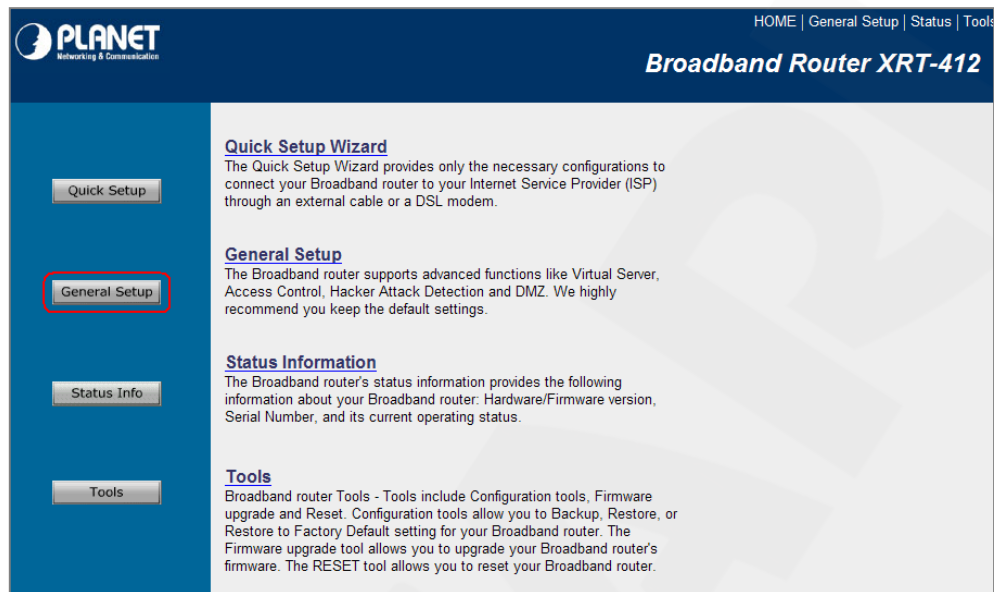 PLANET
Networking & Communication
HOME | General Setup | Status | Tools
Broadband Router XRT-412
Quick Setup
Quick Setup Wizard
The Quick Setup Wizard provides only the necessary configurations to
connect your Broadband router to your Internet Service Provider (ISP)
through an external cable or a DSL modem.
General Setup
General Setup
The Broadband router supports advanced functions like Virtual Server,
Access Control, Hacker Attack Detection and DMZ. We highly
recommend you keep the default settings.
Status Info
Status Information
The Broadband router's status information provides the following
information about your Broadband router: Hardware/Firmware version,
Serial Number, and its current operating status.
Tools
Tools
Broadband router Tools - Tools include Configuration tools, Firmware
upgrade and Reset. Configuration tools allow you to Backup, Restore, or
Restore to Factory Default setting for your Broadband router. The
Firmware upgrade tool allows you to upgrade your Broadband router's
firmware. The RESET tool allows you to reset your Broadband router.